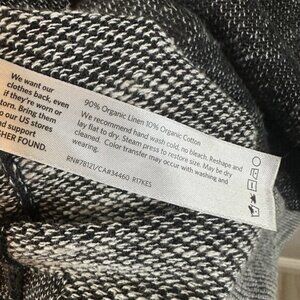 We want our
clothes back, even
if they're worn or
torn. Bring them
to our US stores
and support
FOUND.
90% Organic Linen 10% Organic Cotton
We recommend hand wash cold, no bleach. Reshape and
lay flat to dry. Steam press to restore size. May be dry
cleaned. Color transfer may occur with washing and
wearing.
RN#78121/CA#34460 R17KES